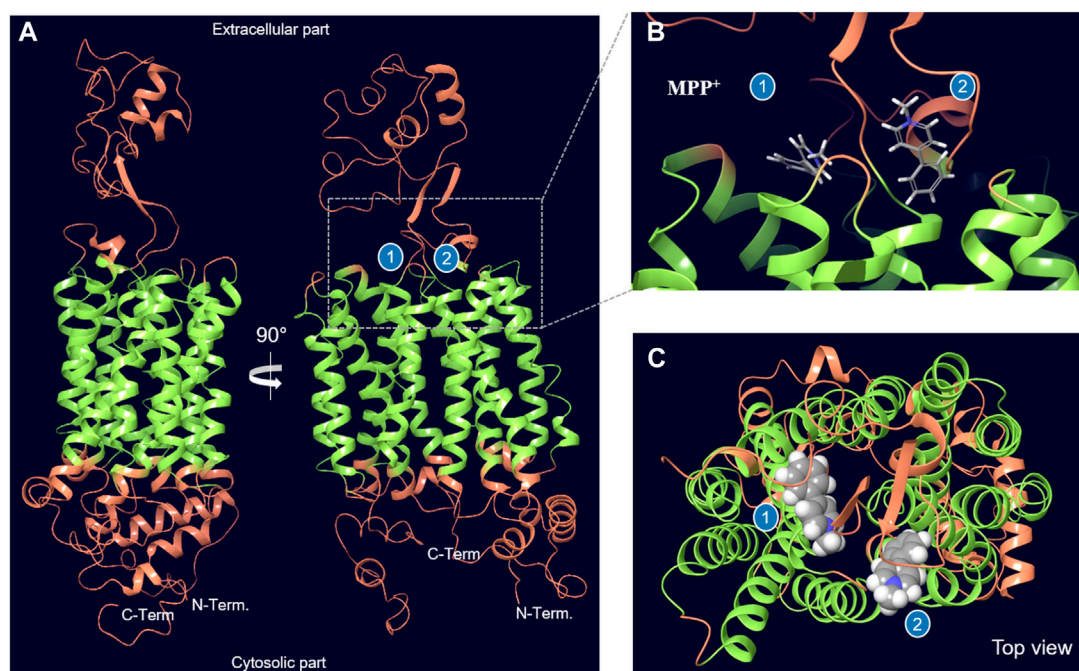 A
Extracellular part
1
2
90°
C-Term
N-Term.
C-Term
N-Term.
Cytosolic part
B
MPP+
1
2
C
1
2
Top view